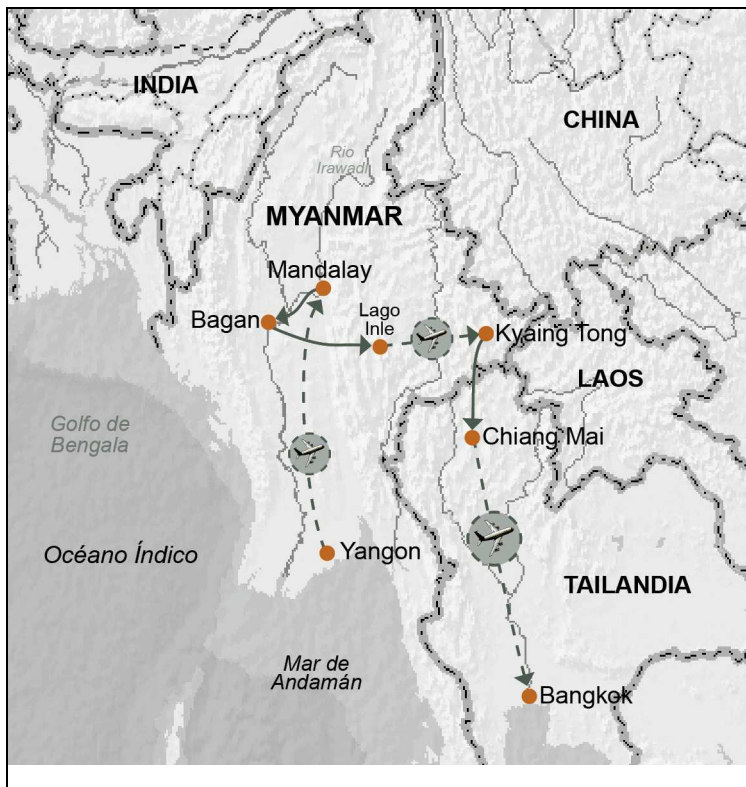 INDIA
CHINA
Rio
Irawadi
MYANMAR
Mandalay
Bagan
Lago
Inle
Kyaing Tong
LAOS
Golfo de
Bengala
Chiang Mai
Océano Índico
Yangon
TAILANDIA
Mar de
Andamán
Bangkok